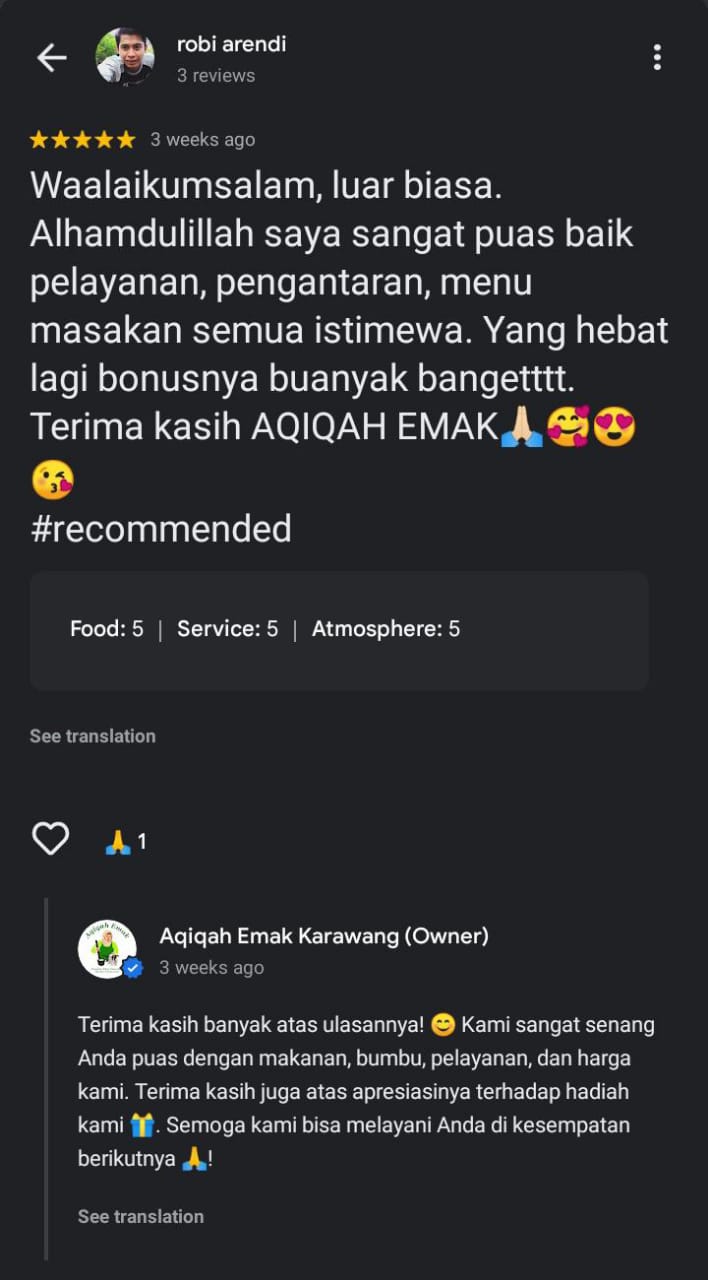 robi arendi
3 reviews
3 weeks ago
Waalaikumsalam, luar biasa.
Alhamdulillah saya sangat puas baik
pelayanan, pengantaran, menu
masakan semua istimewa. Yang hebat
lagi bonusnya buanyak bangetttt.
Terima kasih AQIQAH EMAK🙏🏻🥰😍
😘
#recommended
Food: 5 | Service: 5 | Atmosphere: 5
See translation
🙏 1
Aqiqah Emak
Aqiqah Emak Karawang (Owner)
3 weeks ago
Terima kasih banyak atas ulasannya! 😊 Kami sangat senang
Anda puas dengan makanan, bumbu, pelayanan, dan harga
kami. Terima kasih juga atas apresiasinya terhadap hadiah
kami 🎁. Semoga kami bisa melayani Anda di kesempatan
berikutnya 🙏!
See translation